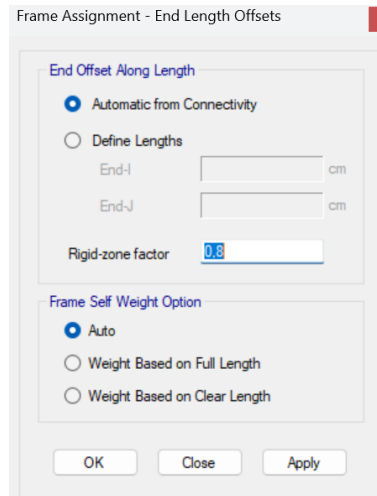 Frame Assignment - End Length Offsets
End Offset Along Length
Automatic from Connectivity
Define Lengths
End-I cm
End-J cm
Rigid-zone factor 0.8
Frame Self Weight Option
Auto
Weight Based on Full Length
Weight Based on Clear Length
OK Close Apply